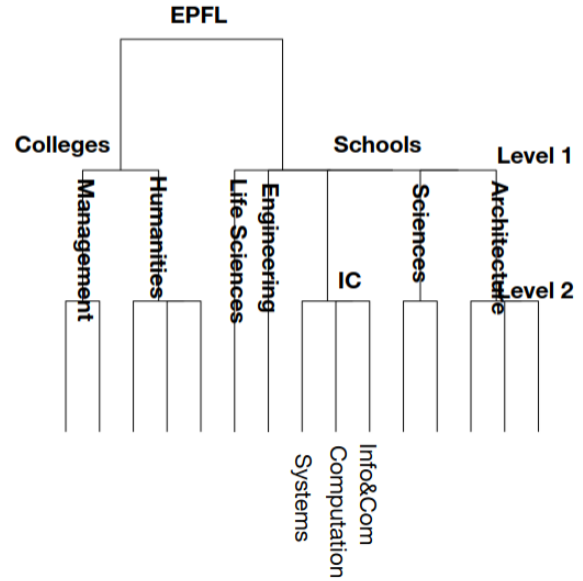 EPFL
Colleges
Schools
Level 1
Management
Humanities
Life Sciences
Engineering
Sciences
Architecture
IC
Level 2
Systems
Computation
Info&Com